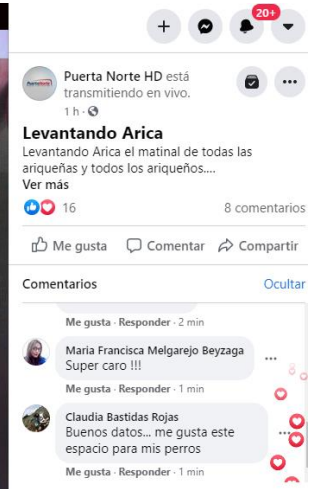 20+
Puerta Norte HD está
transmitiendo en vivo.
1 h ·
Levantando Arica
Levantando Arica el matinal de todas las
ariqueñas y todos los ariqueños....
Ver más
16
8 comentarios
Me gusta
Comentar
Compartir
Comentarios
Ocultar
Me gusta · Responder · 2 min
Maria Francisca Melgarejo Beyzaga
Super caro !!!
Me gusta · Responder · 1 min
Claudia Bastidas Rojas
Buenos datos... me gusta este
espacio para mis perros
Me gusta · Responder · 1 min